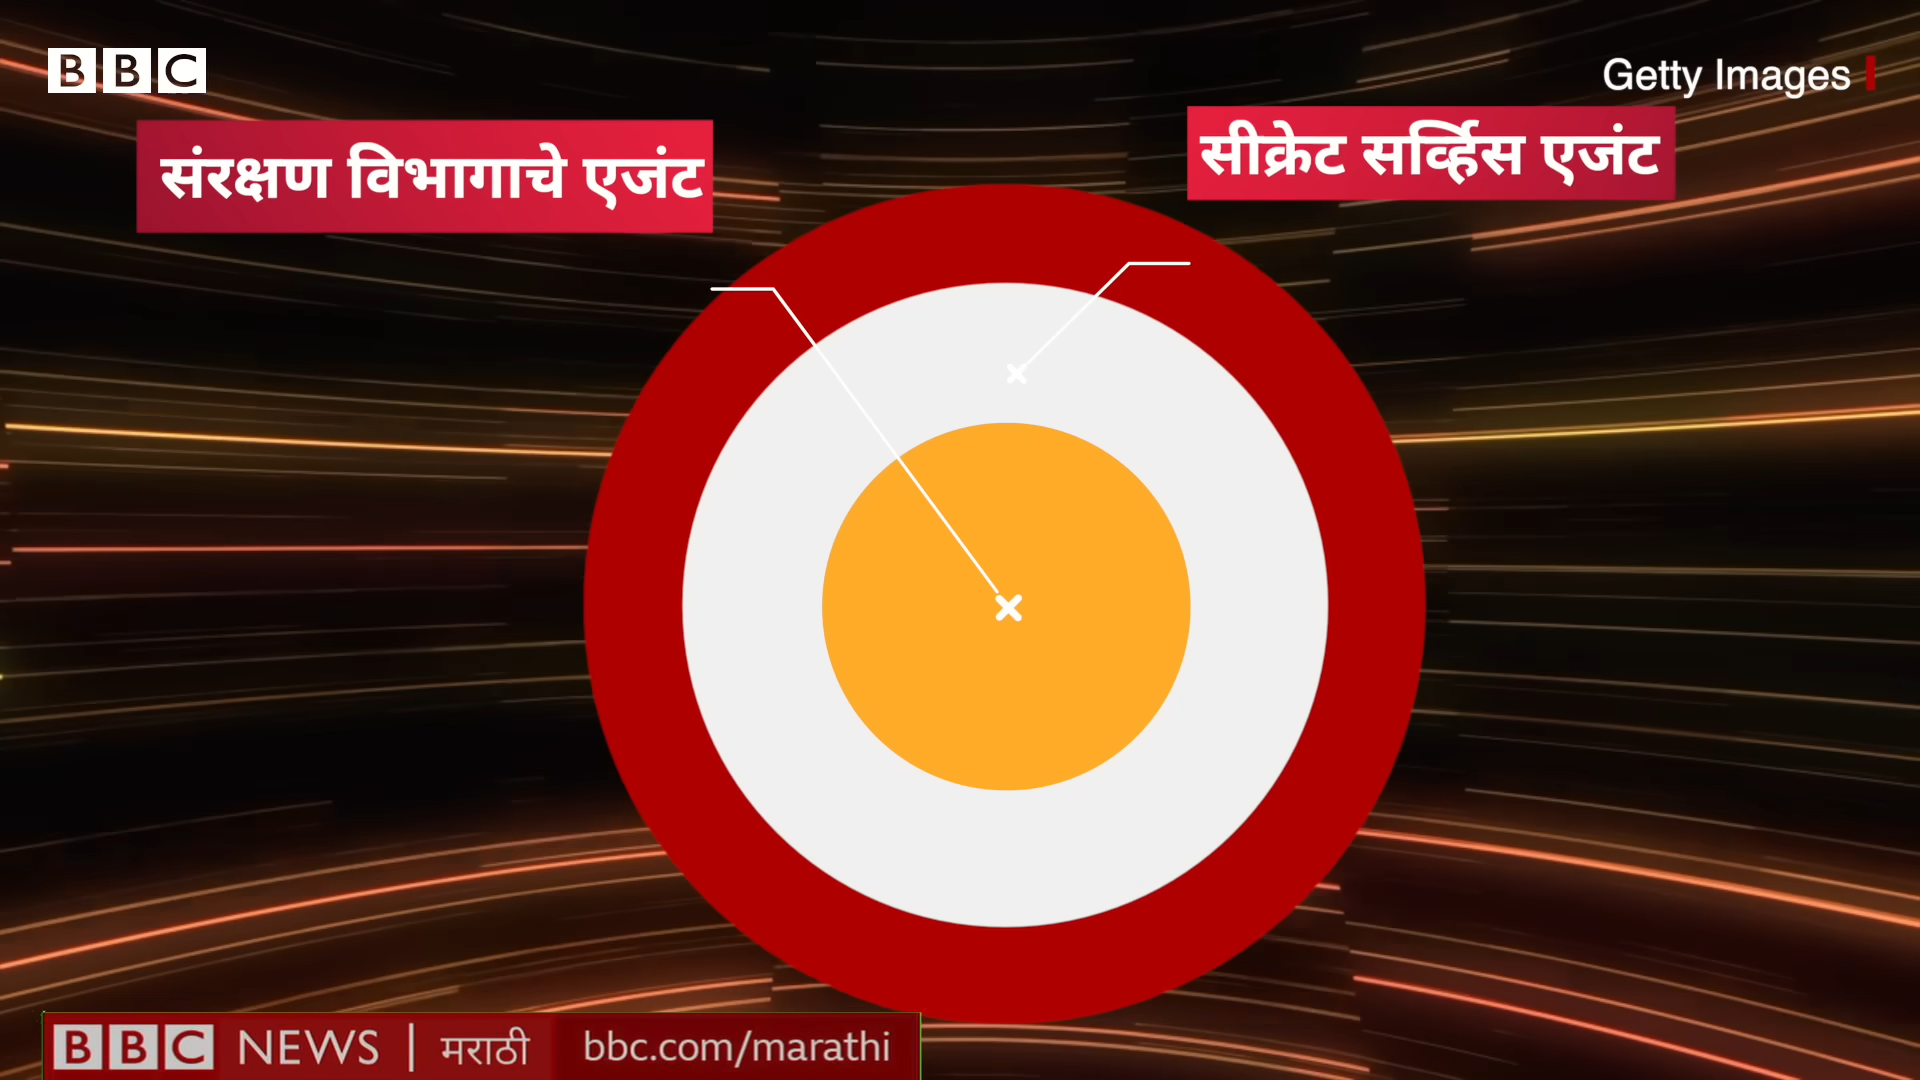 BBC
Getty Images
संरक्षण विभागाचे एजंट
सीक्रेट सर्व्हिस एजंट
BBC NEWS | मराठी bbc.com/marathi